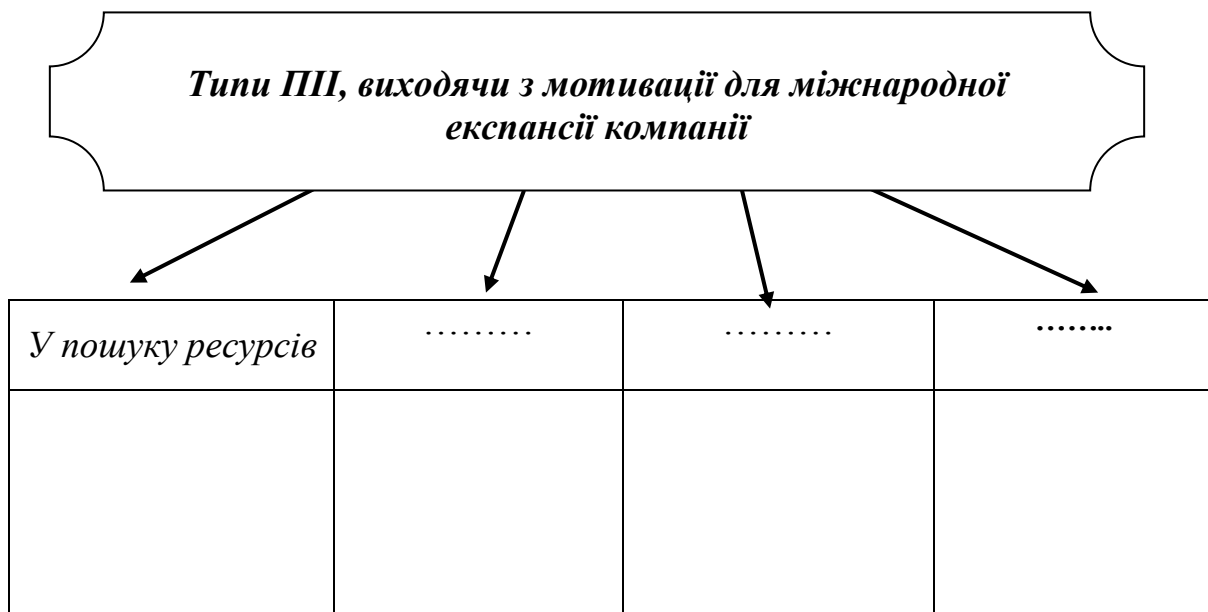 Типи ПІІ, виходячи з мотивації для міжнародної
експансії компанії
У пошуку ресурсів
………
………
……..